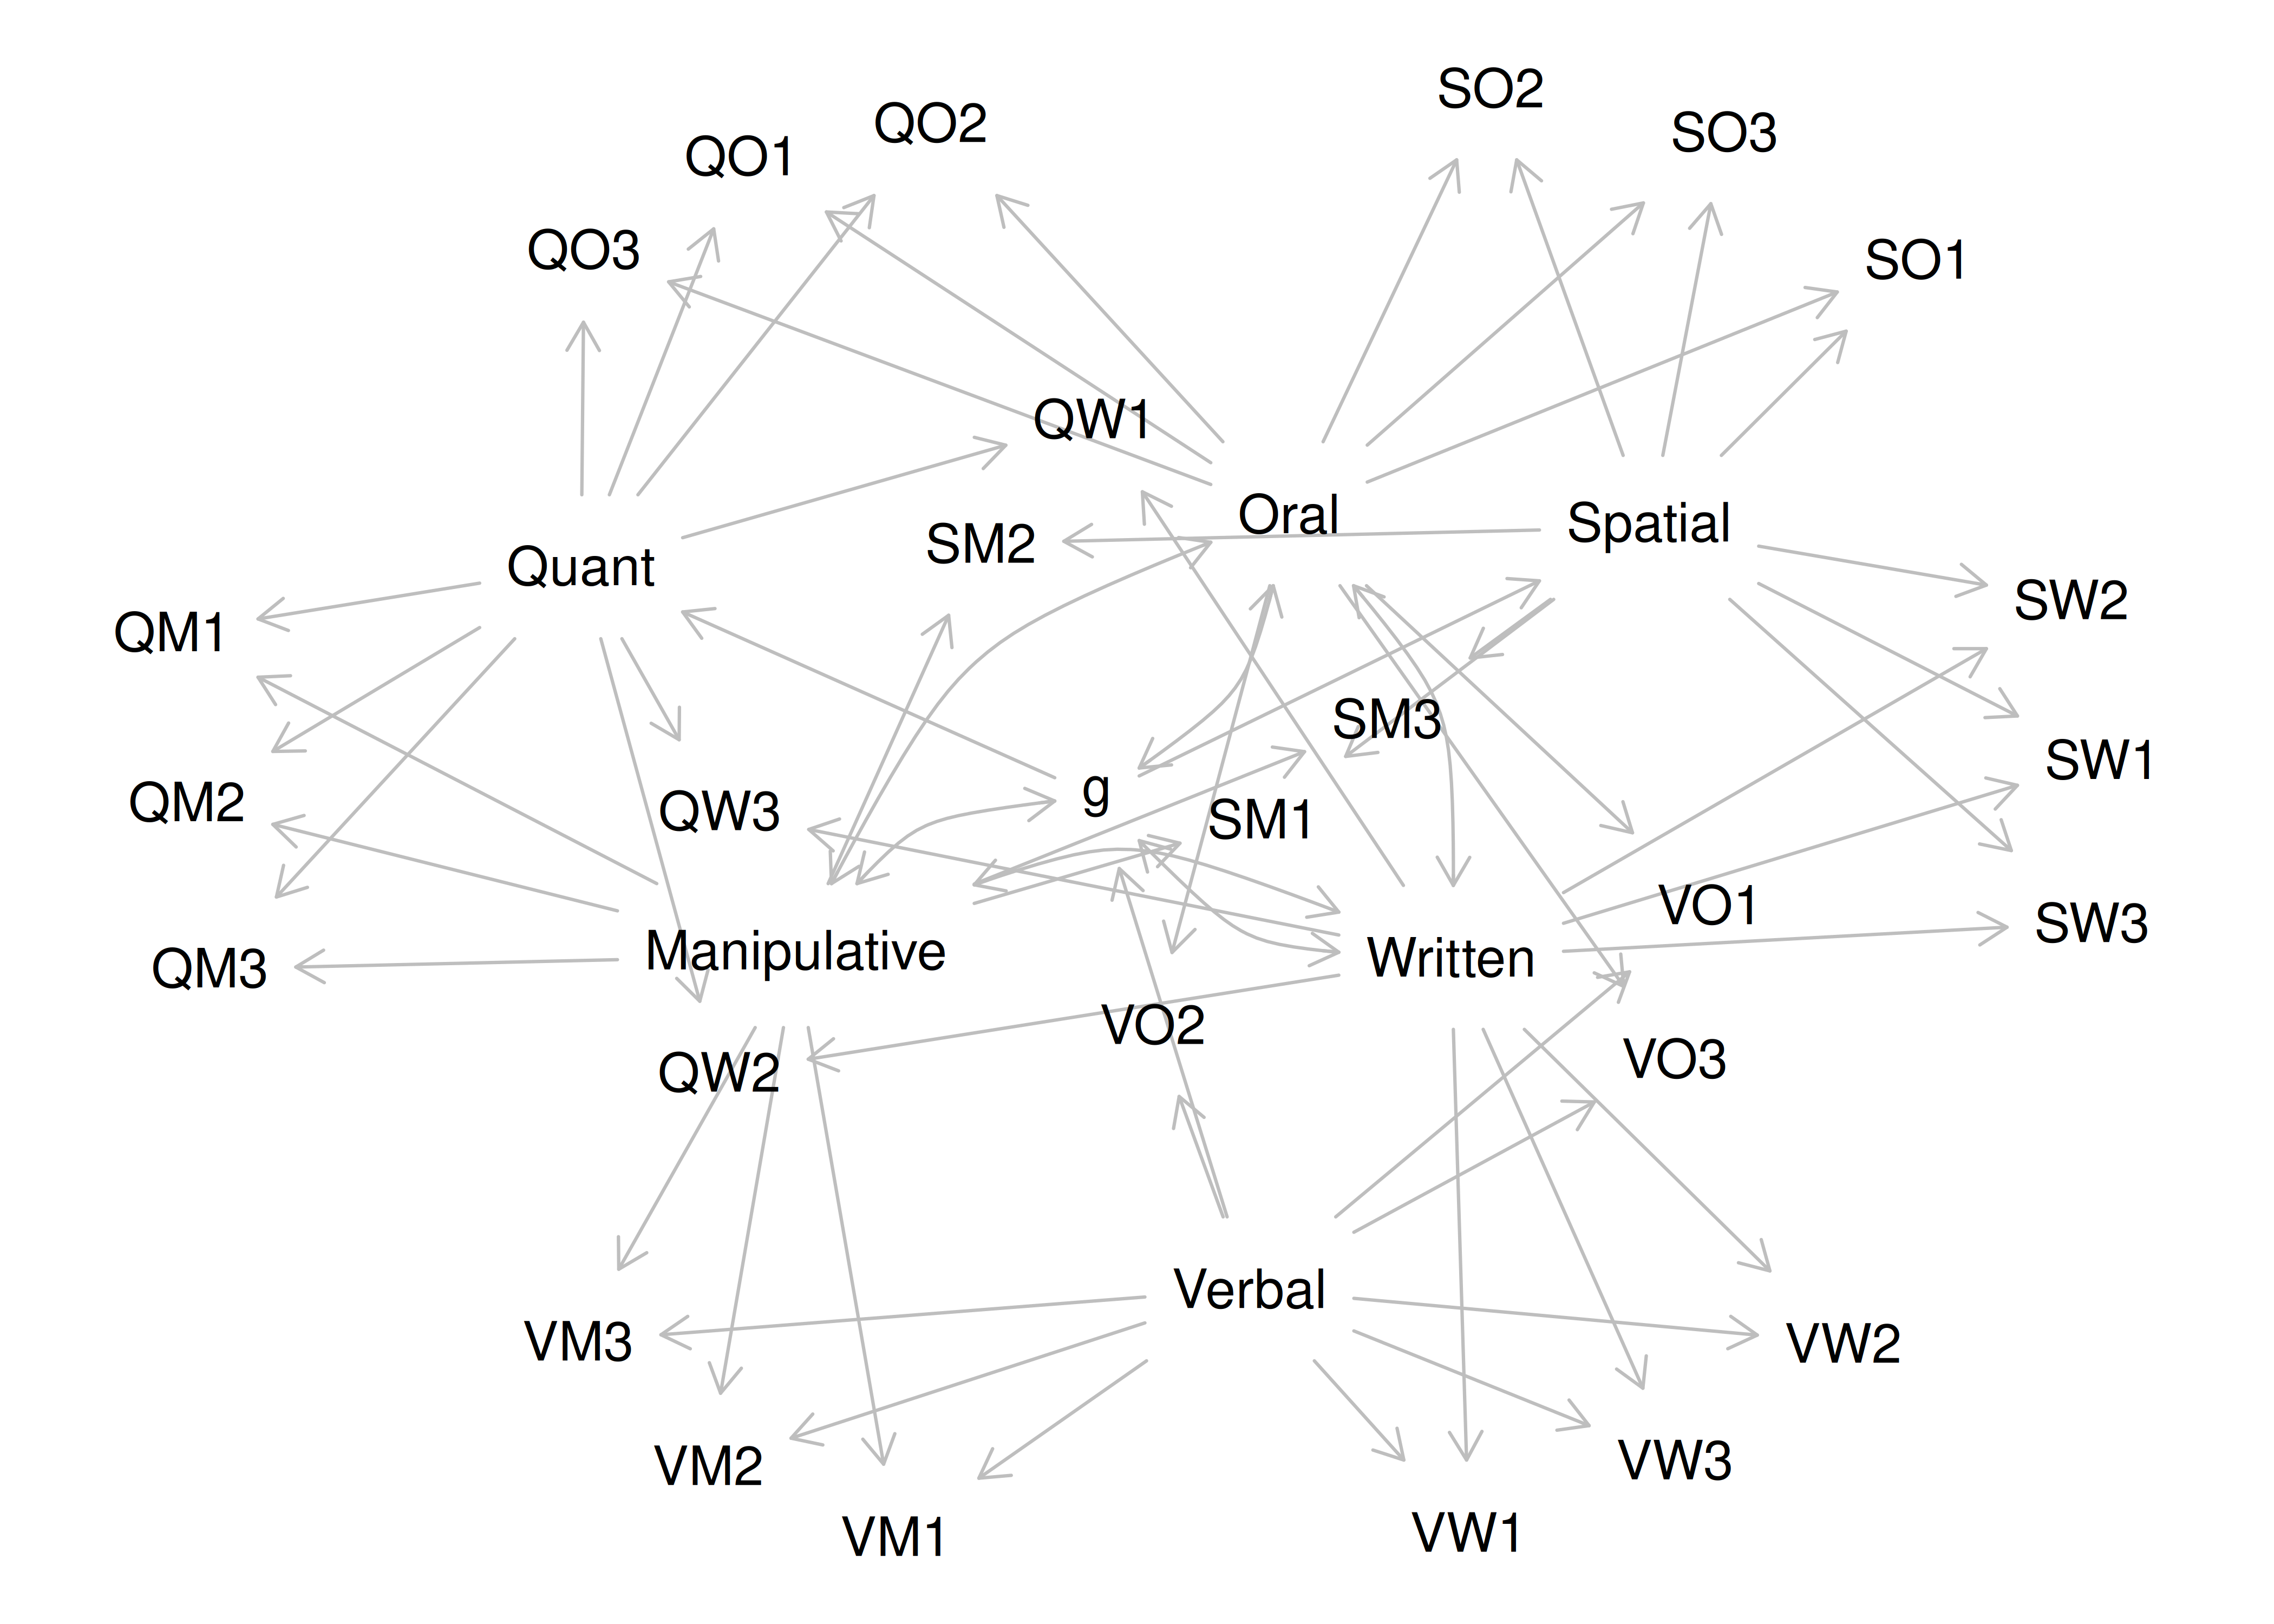 SO2
QO2
SO3
QO1
QO3
SO1
QW1
Oral
Spatial
SM2
Quant
SW2
QM1
SM3
SW1
g
QM2
QW3
SM1
VO1
SW3
Manipulative
Written
QM3
VO2
VO3
QW2
Verbal
VM3
VW2
VW3
VM2
VW1
VM1